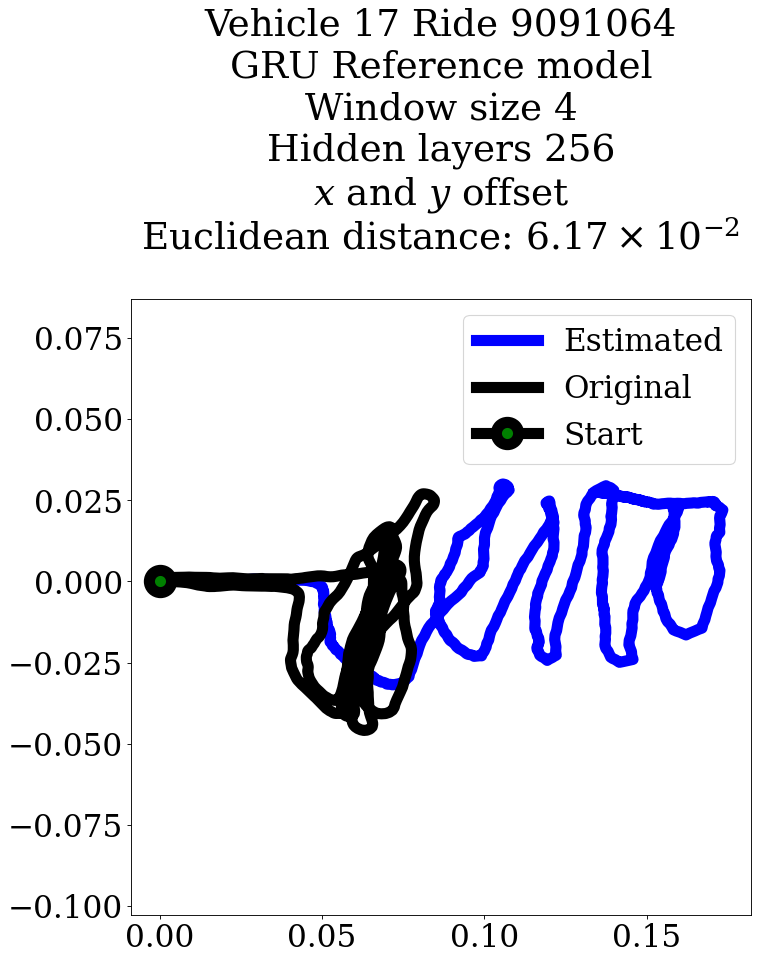 Vehicle 17 Ride 9091064
GRU Reference model
Window size 4
Hidden layers 256
x and y offset
Euclidean distance: 6.17 × 10⁻²
Estimated
Original
Start
0.075
0.050
0.025
0.000
−0.025
−0.050
−0.075
−0.100
0.00 0.05 0.10 0.15